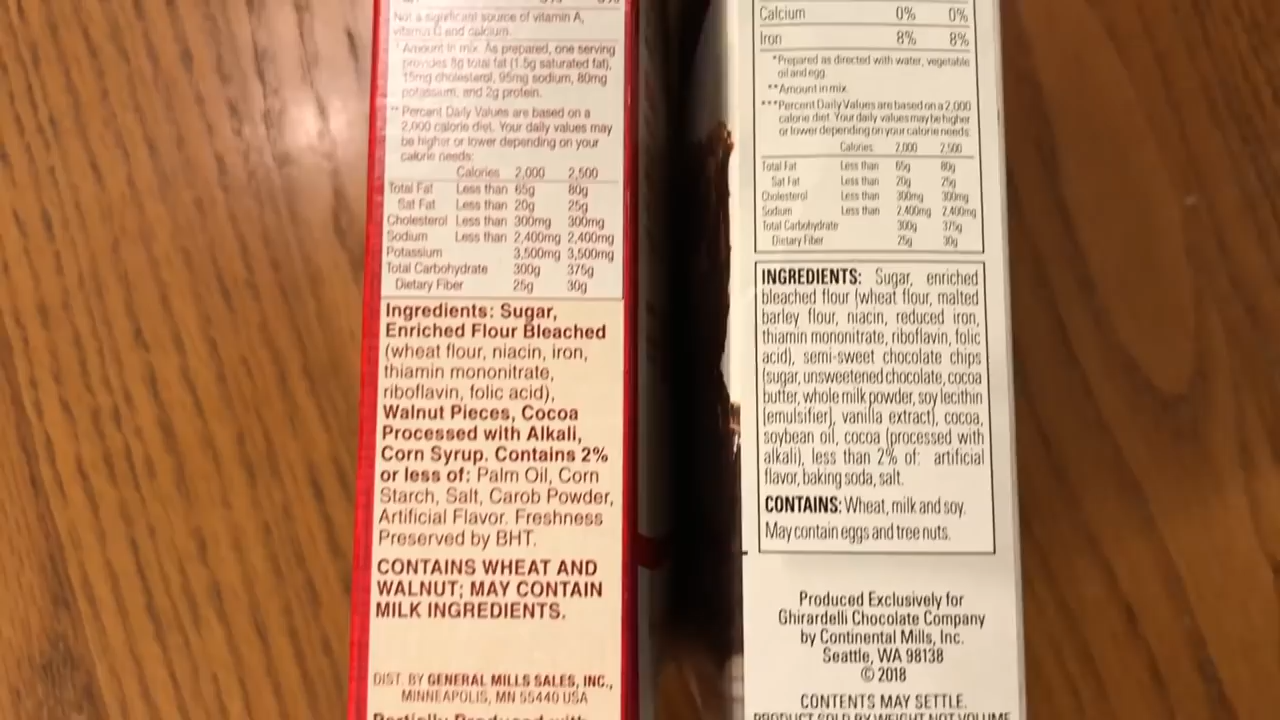 Not a significant source of vitamin A,
vitamin C and calcium.
* Amount in mix. As prepared, one serving
provides 8g total fat (1.5g saturated fat),
15mg cholesterol, 95mg sodium, 80mg
potassium, and 2g protein.
** Percent Daily Values are based on a
2,000 calorie diet. Your daily values may
be higher or lower depending on your
calorie needs:
Calories 2,000 2,500
Total Fat Less than 65g 80g
Sat Fat Less than 20g 25g
Cholesterol Less than 300mg 300mg
Sodium Less than 2,400mg 2,400mg
Potassium 3,500mg 3,500mg
Total Carbohydrate 300g 375g
Dietary Fiber 25g 30g
Ingredients: Sugar,
Enriched Flour Bleached
(wheat flour, niacin, iron,
thiamin mononitrate,
riboflavin, folic acid),
Walnut Pieces, Cocoa
Processed with Alkali,
Corn Syrup. Contains 2%
or less of: Palm Oil, Corn
Starch, Salt, Carob Powder,
Artificial Flavor. Freshness
Preserved by BHT.
CONTAINS WHEAT AND
WALNUT; MAY CONTAIN
MILK INGREDIENTS.
DIST. BY GENERAL MILLS SALES, INC.,
MINNEAPOLIS, MN 55440 USA
Partially Produced with
Calcium 0% 0%
Iron 8% 8%
*Prepared as directed with water, vegetable
oil and egg.
**Amount in mix.
***Percent Daily Values are based on a 2,000
calorie diet. Your daily values may be higher
or lower depending on your calorie needs:
Calories: 2,000 2,500
Total Fat Less than 65g 80g
Sat Fat Less than 20g 25g
Cholesterol Less than 300mg 300mg
Sodium Less than 2,400mg 2,400mg
Total Carbohydrate 300g 375g
Dietary Fiber 25g 30g
INGREDIENTS: Sugar, enriched
bleached flour (wheat flour, malted
barley flour, niacin, reduced iron,
thiamin mononitrate, riboflavin, folic
acid), semi-sweet chocolate chips
(sugar, unsweetened chocolate, cocoa
butter, whole milk powder, soy lecithin
[emulsifier], vanilla extract), cocoa,
soybean oil, cocoa (processed with
alkali), less than 2% of: artificial
flavor, baking soda, salt.
CONTAINS: Wheat, milk and soy.
May contain eggs and tree nuts.
Produced Exclusively for
Ghirardelli Chocolate Company
by Continental Mills, Inc.
Seattle, WA 98138
© 2018
CONTENTS MAY SETTLE.
PRODUCT SOLD BY WEIGHT NOT VOLUME